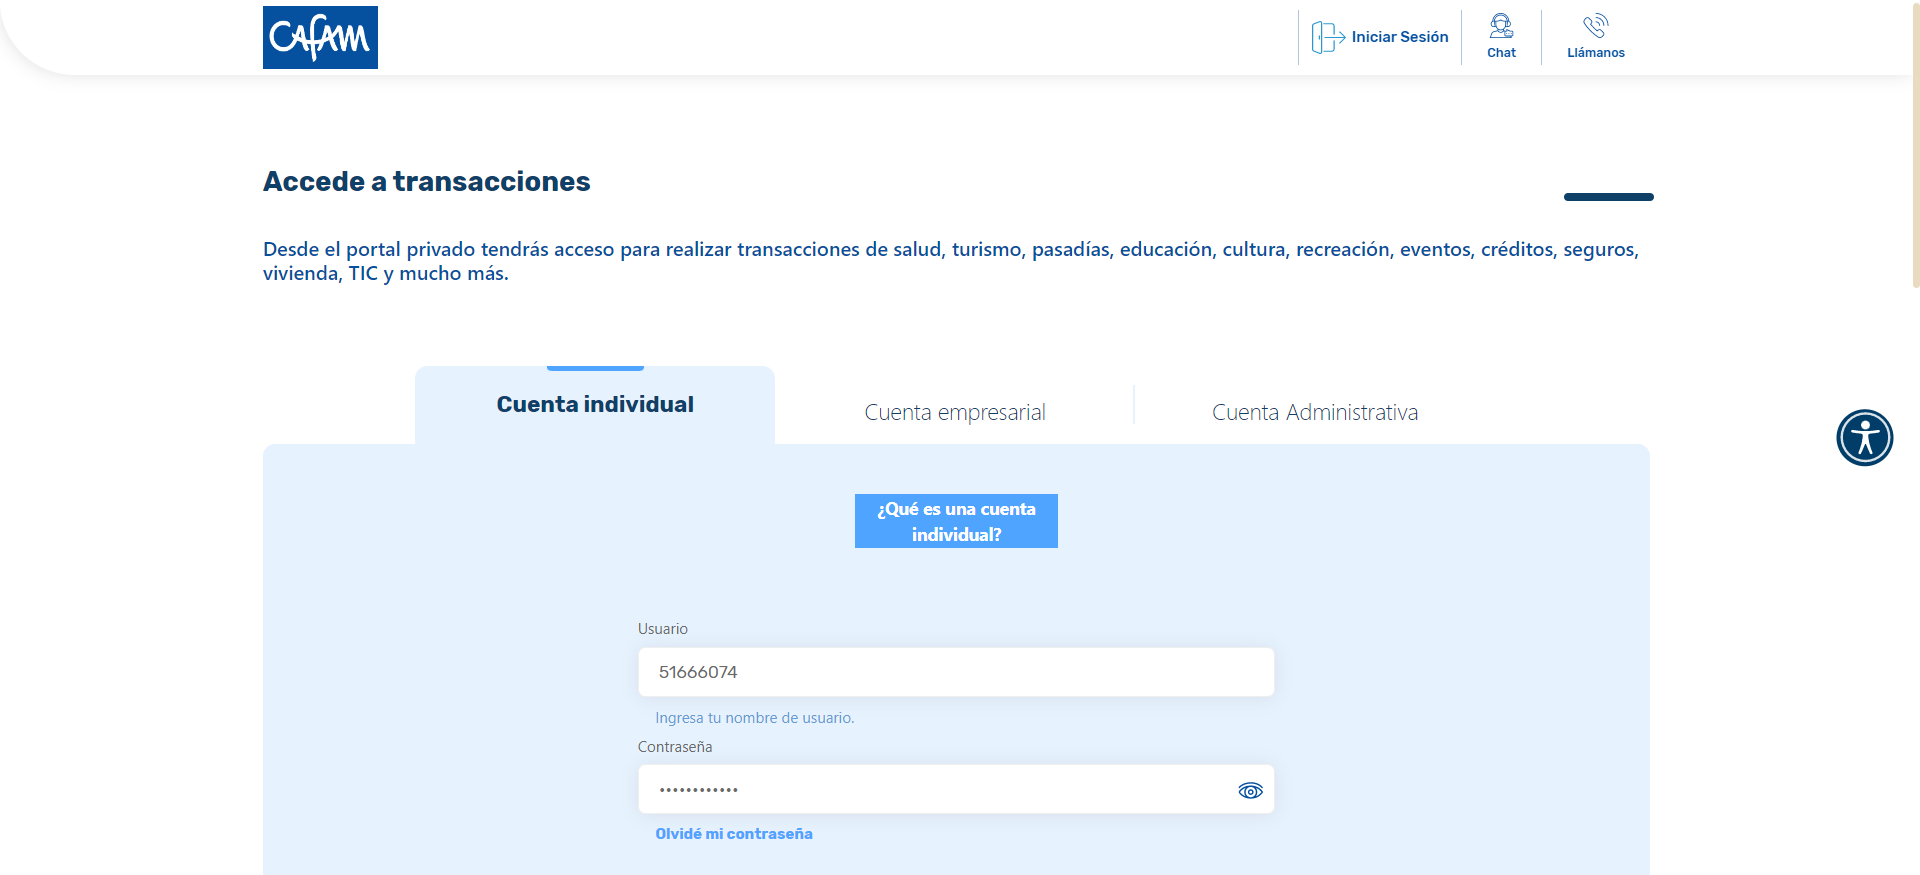 CAFAM
Iniciar Sesión
Chat
Llámanos
Accede a transacciones
Desde el portal privado tendrás acceso para realizar transacciones de salud, turismo, pasadías, educación, cultura, recreación, eventos, créditos, seguros,
vivienda, TIC y mucho más.
Cuenta individual
Cuenta empresarial
Cuenta Administrativa
¿Qué es una cuenta
individual?
Usuario
51666074
Ingresa tu nombre de usuario.
Contraseña
••••••••••••
Olvidé mi contraseña